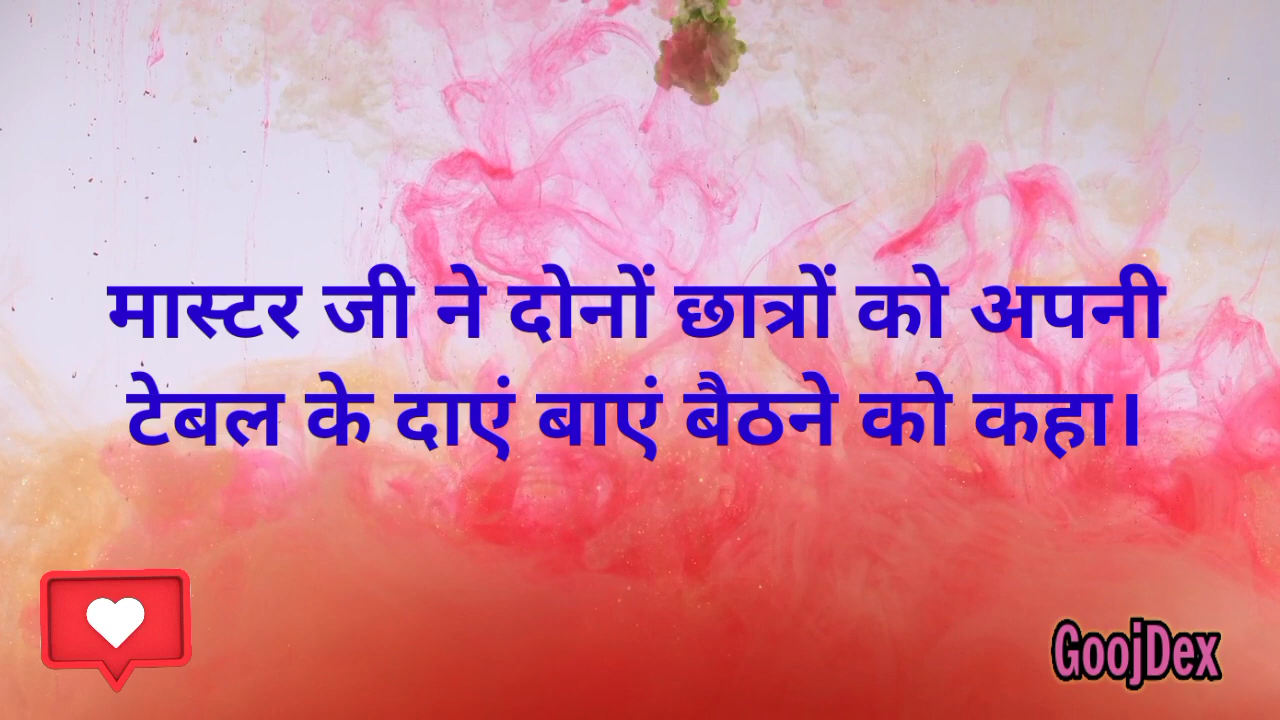 मास्टर जी ने दोनों छात्रों को अपनी
टेबल के दाएं बाएं बैठने को कहा।
GoojDex